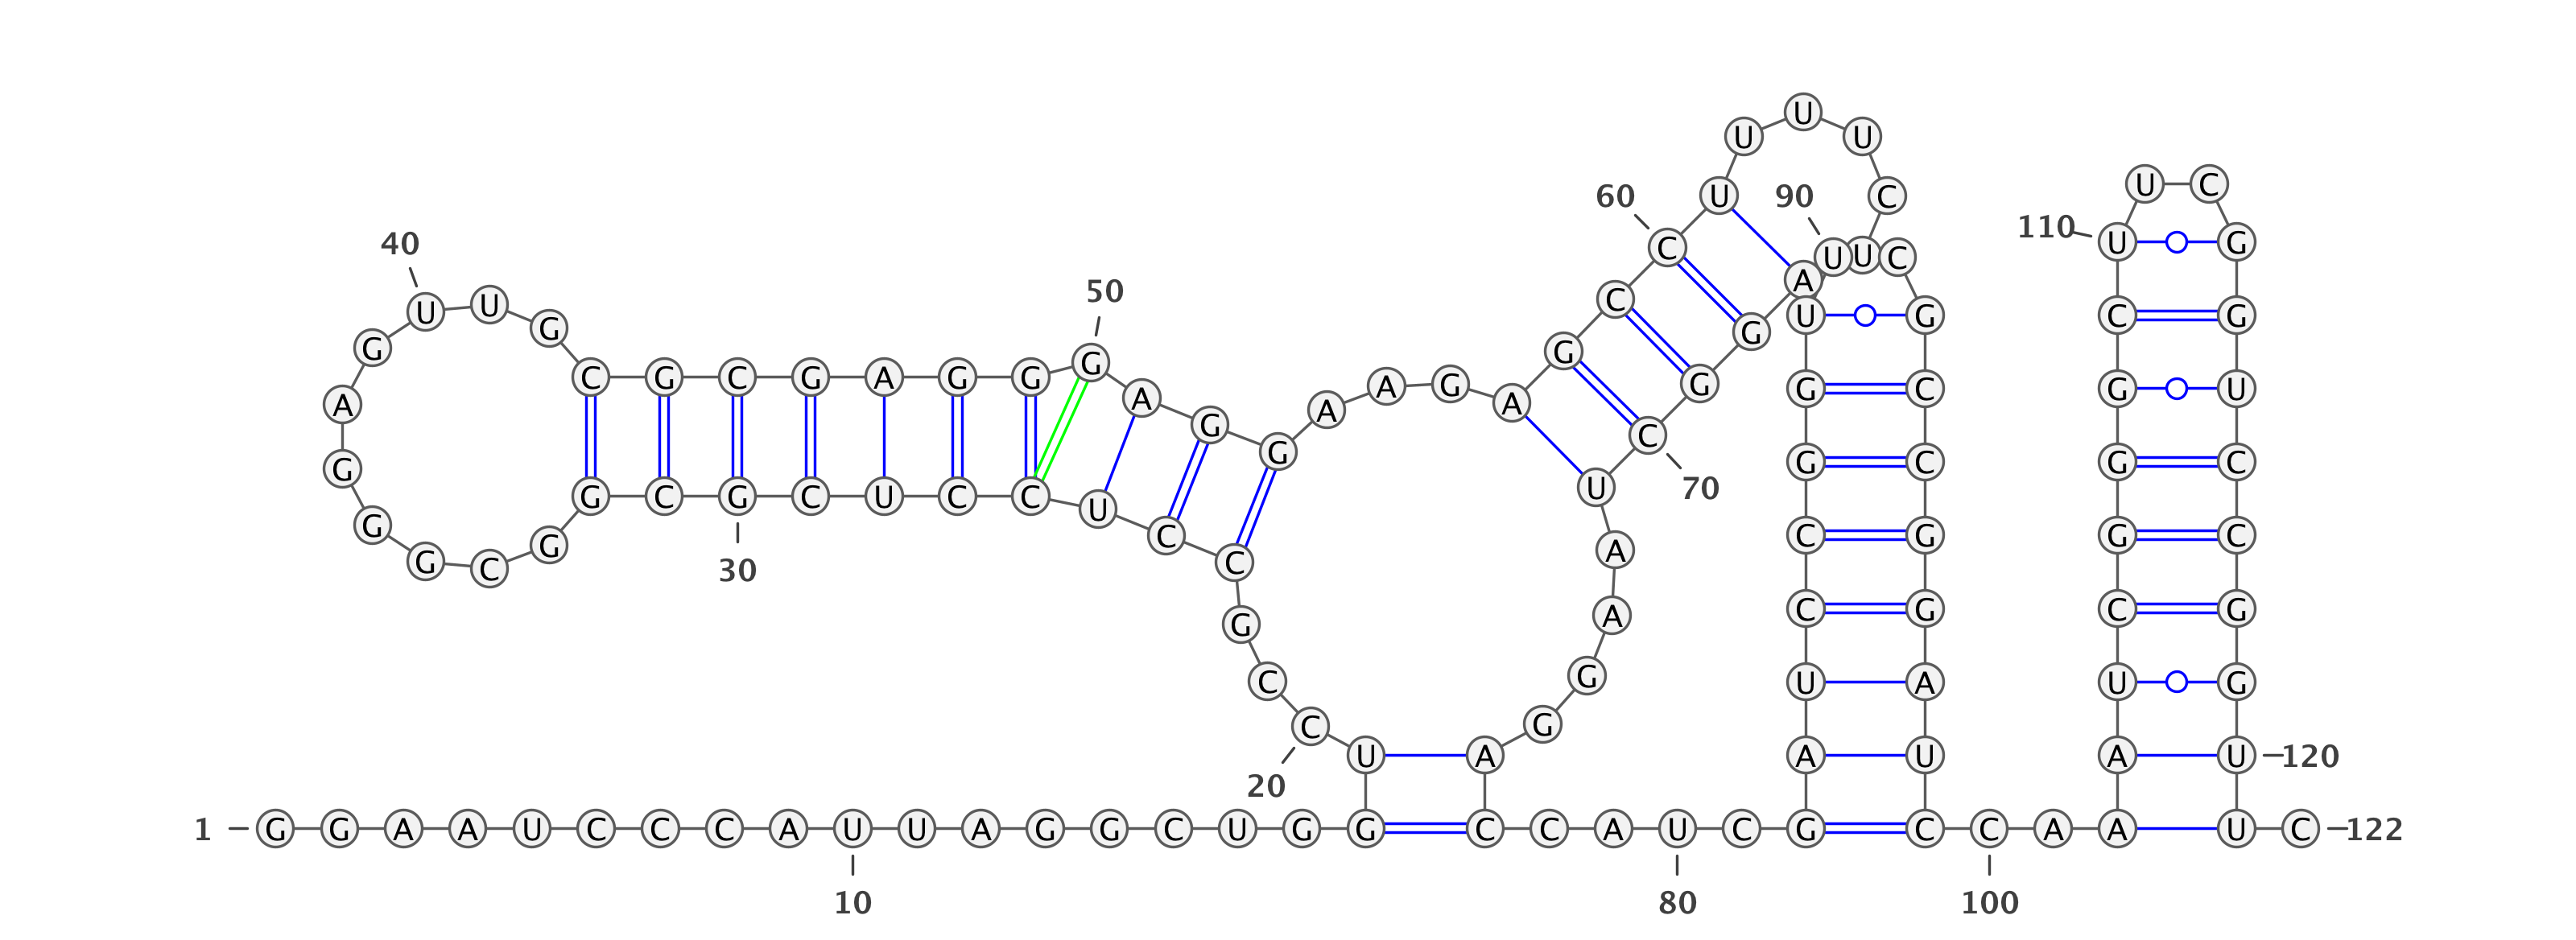 1
G G A A U C C C A U U A G G C U G G
10
U C C G C C U C C U C G C G
20
30
G C G G G A G U U G
40
C G C G A G G G A G G
50
A A G A G C C U
60
U U U C U
A G G C U
70
A A G G A C
C A U C
80
G A U C C G G U
U C
90
G C C G G A U C
C A
100
A A U C G G G C U
110
U C
G G U C C G G U U
120
C
122